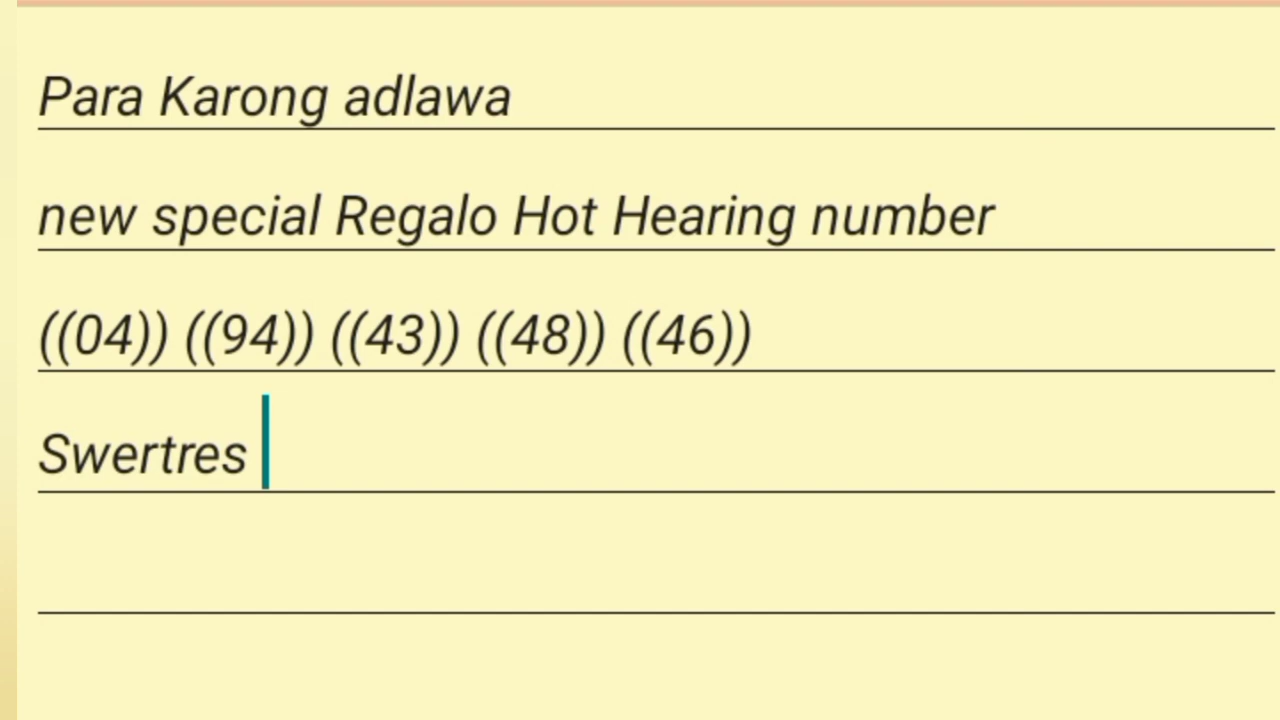 Para Karong adlawa
new special Regalo Hot Hearing number
((04)) ((94)) ((43)) ((48)) ((46))
Swertres